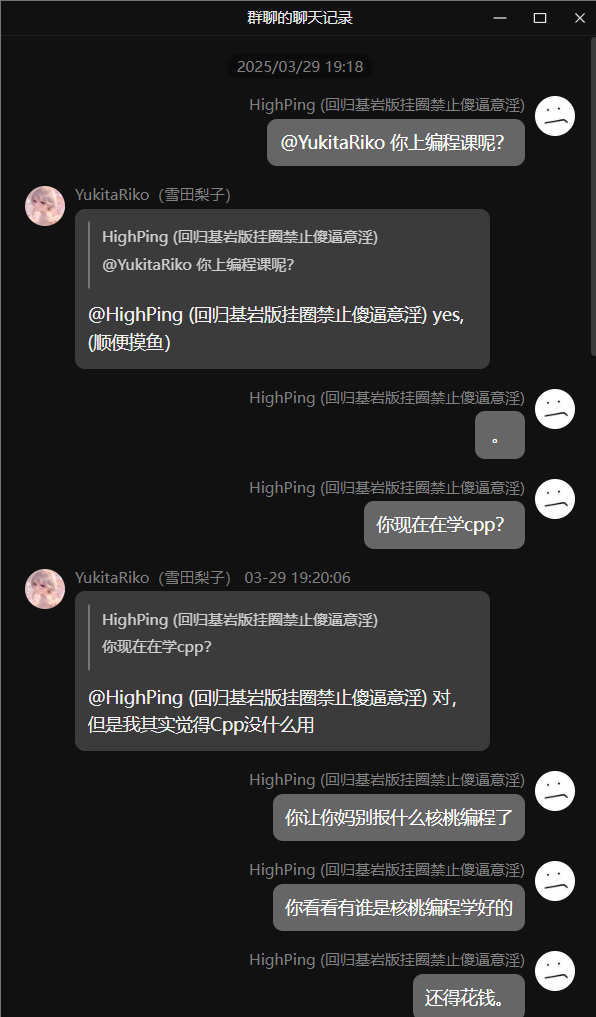 群聊的聊天记录
2025/03/29 19:18
HighPing (回归基岩版挂圈禁止傻逼意淫)
@YukitaRiko 你上编程课呢？
YukitaRiko（雪田梨子）
HighPing (回归基岩版挂圈禁止傻逼意淫)
@YukitaRiko 你上编程课呢？
@HighPing (回归基岩版挂圈禁止傻逼意淫) yes,
(顺便摸鱼）
HighPing (回归基岩版挂圈禁止傻逼意淫)
。
HighPing (回归基岩版挂圈禁止傻逼意淫)
你现在在学cpp？
YukitaRiko（雪田梨子） 03-29 19:20:06
HighPing (回归基岩版挂圈禁止傻逼意淫)
你现在在学cpp？
@HighPing (回归基岩版挂圈禁止傻逼意淫) 对，
但是我其实觉得Cpp没什么用
HighPing (回归基岩版挂圈禁止傻逼意淫)
你让你妈别报什么核桃编程了
HighPing (回归基岩版挂圈禁止傻逼意淫)
你看看有谁是核桃编程学好的
HighPing (回归基岩版挂圈禁止傻逼意淫)
还得花钱。